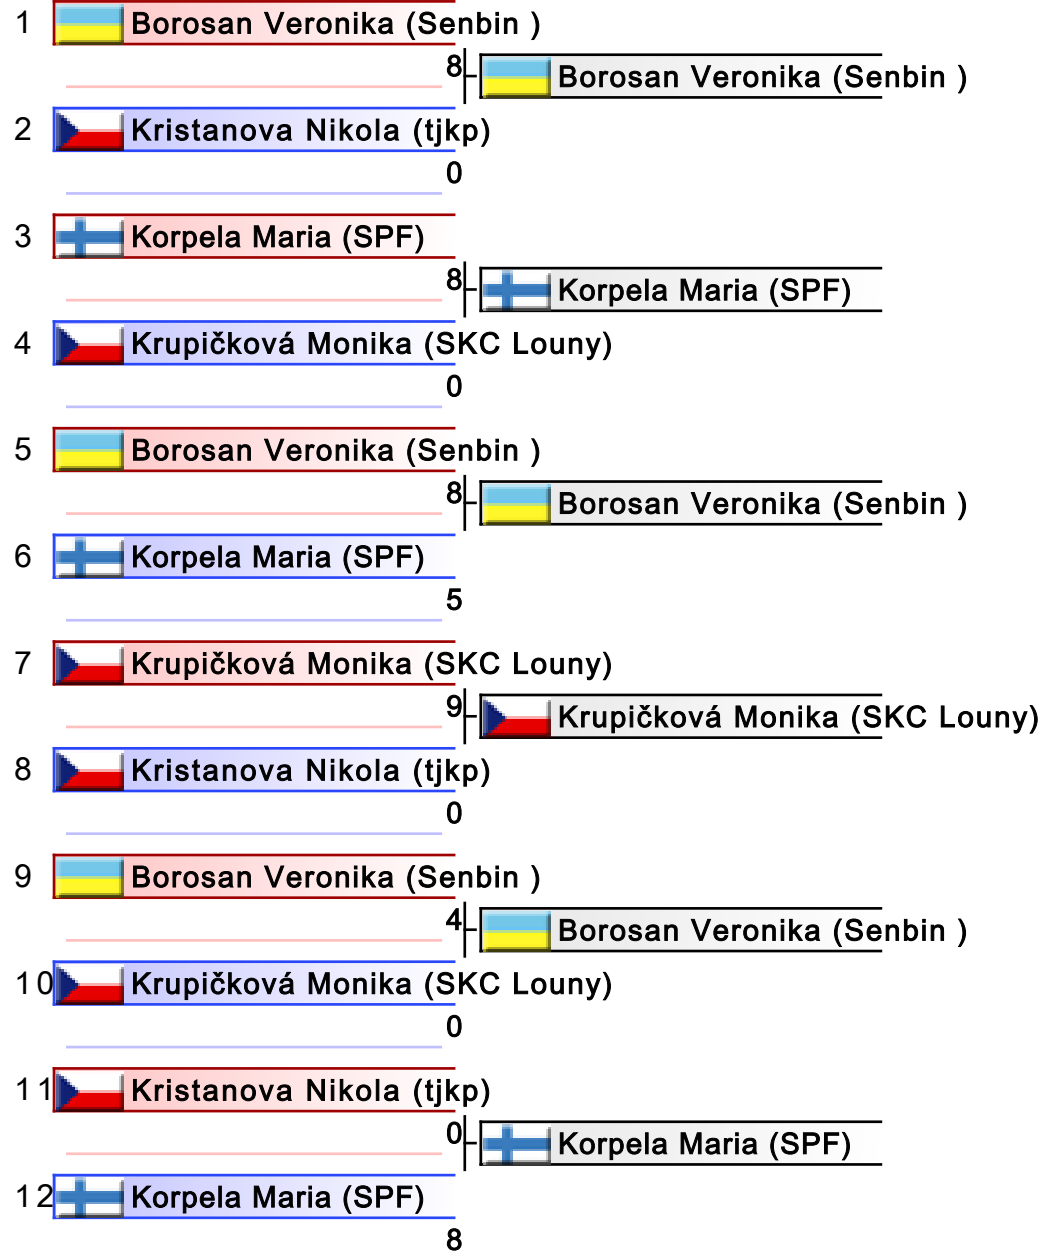 1 Borosan Veronika (Senbin )
8 Borosan Veronika (Senbin )
2 Kristanova Nikola (tjkp)
0
3 Korpela Maria (SPF)
8 Korpela Maria (SPF)
4 Krupičková Monika (SKC Louny)
0
5 Borosan Veronika (Senbin )
8 Borosan Veronika (Senbin )
6 Korpela Maria (SPF)
5
7 Krupičková Monika (SKC Louny)
9 Krupičková Monika (SKC Louny)
8 Kristanova Nikola (tjkp)
0
9 Borosan Veronika (Senbin )
4 Borosan Veronika (Senbin )
10 Krupičková Monika (SKC Louny)
0
11 Kristanova Nikola (tjkp)
0 Korpela Maria (SPF)
12 Korpela Maria (SPF)
8